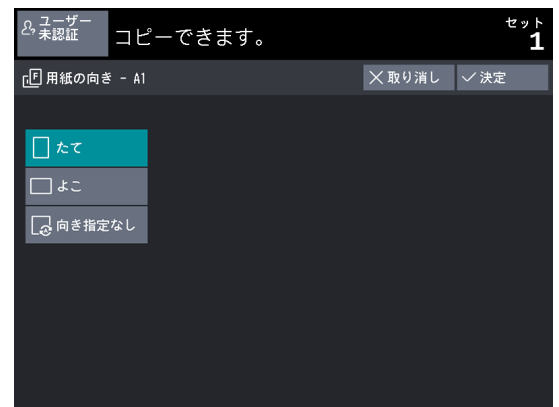 ユーザー
未認証
コピーできます。
セット
1
用紙の向き - A1
取り消し
決定
たて
よこ
向き指定なし